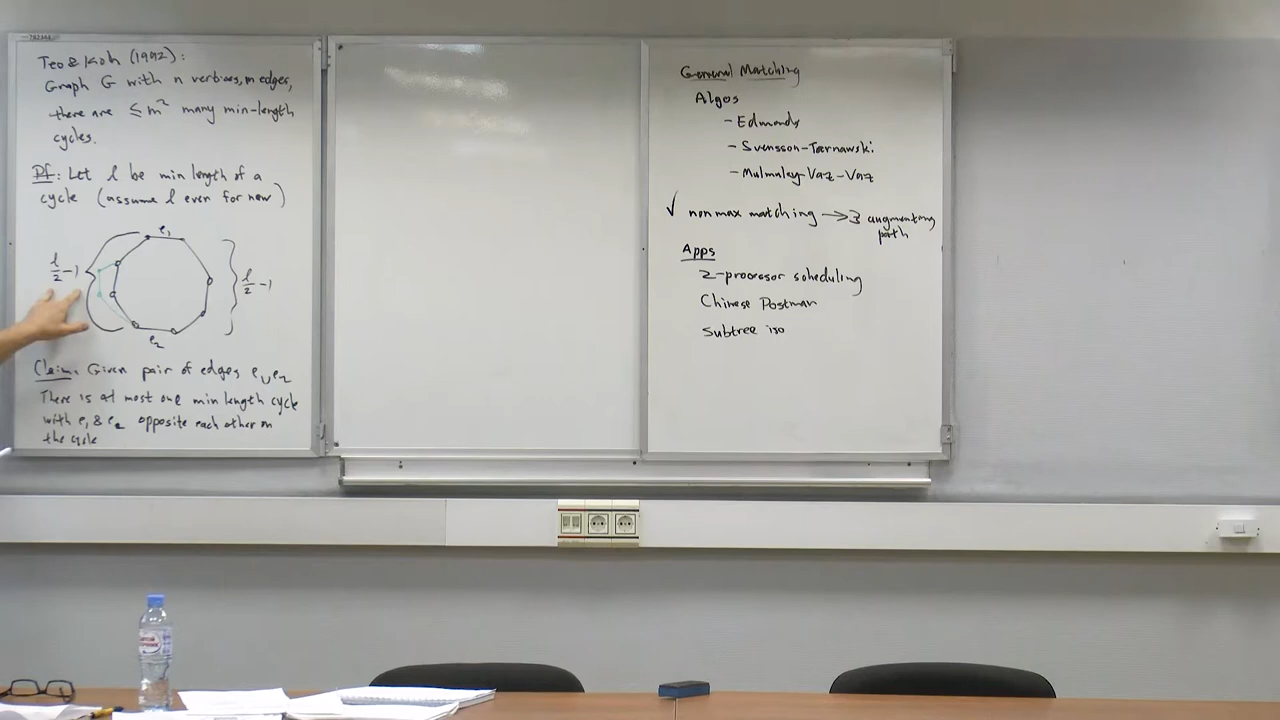 Teo & Koh (1992):
Graph G with n vertices, m edges,
there are ≤ m² many min-length
cycles.
Pf: Let l be min length of a
cycle (assume l even for now)
e₁
l/2 - 1
l/2 - 1
e₂
Claim: Given pair of edges e₁, e₂
There is at most one min length cycle
with e₁ & e₂ opposite each other on
the cycle
General Matching
Algos
- Edmonds
- Svensson-Tarnawski
- Mulmuley-Vaz-Vaz
√ nonmax matching → ∃ augmenting
path
Apps
2-processor scheduling
Chinese Postman
Subtree iso